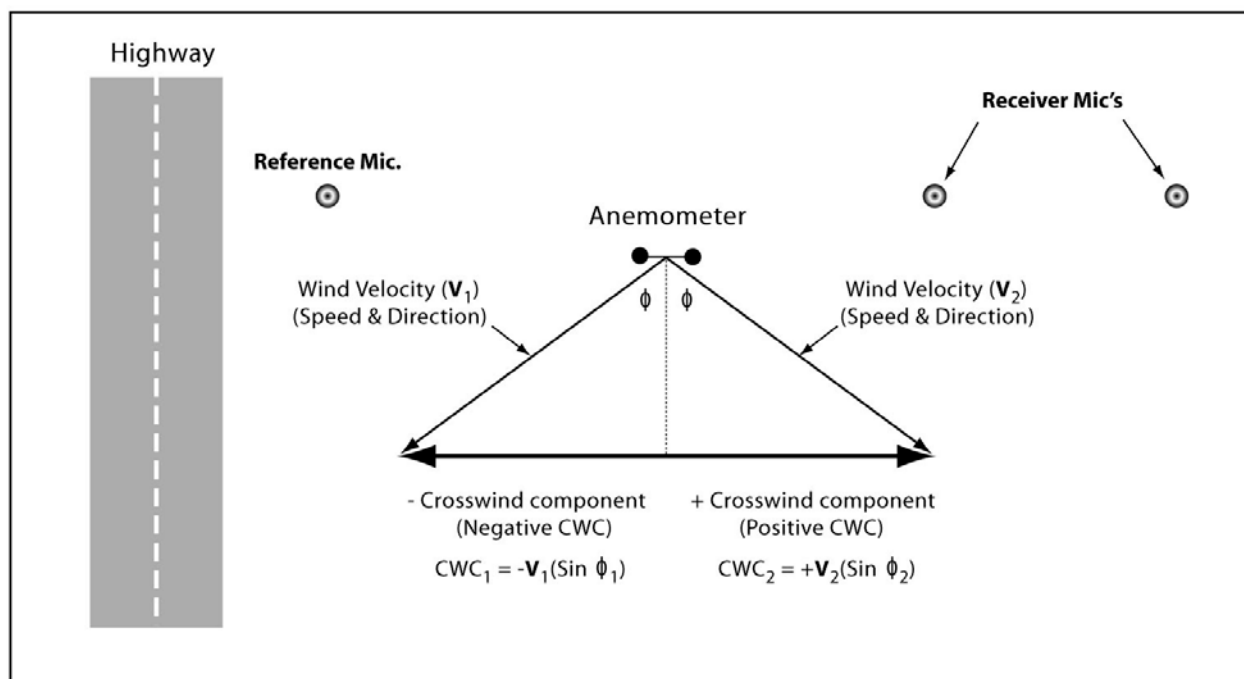 Highway
Receiver Mic's
Reference Mic.
Anemometer
Wind Velocity (V₁)
(Speed & Direction)
ϕ ϕ
Wind Velocity (V₂)
(Speed & Direction)
- Crosswind component
(Negative CWC)
CWC₁ = -V₁(Sin ϕ₁)
+ Crosswind component
(Positive CWC)
CWC₂ = +V₂(Sin ϕ₂)